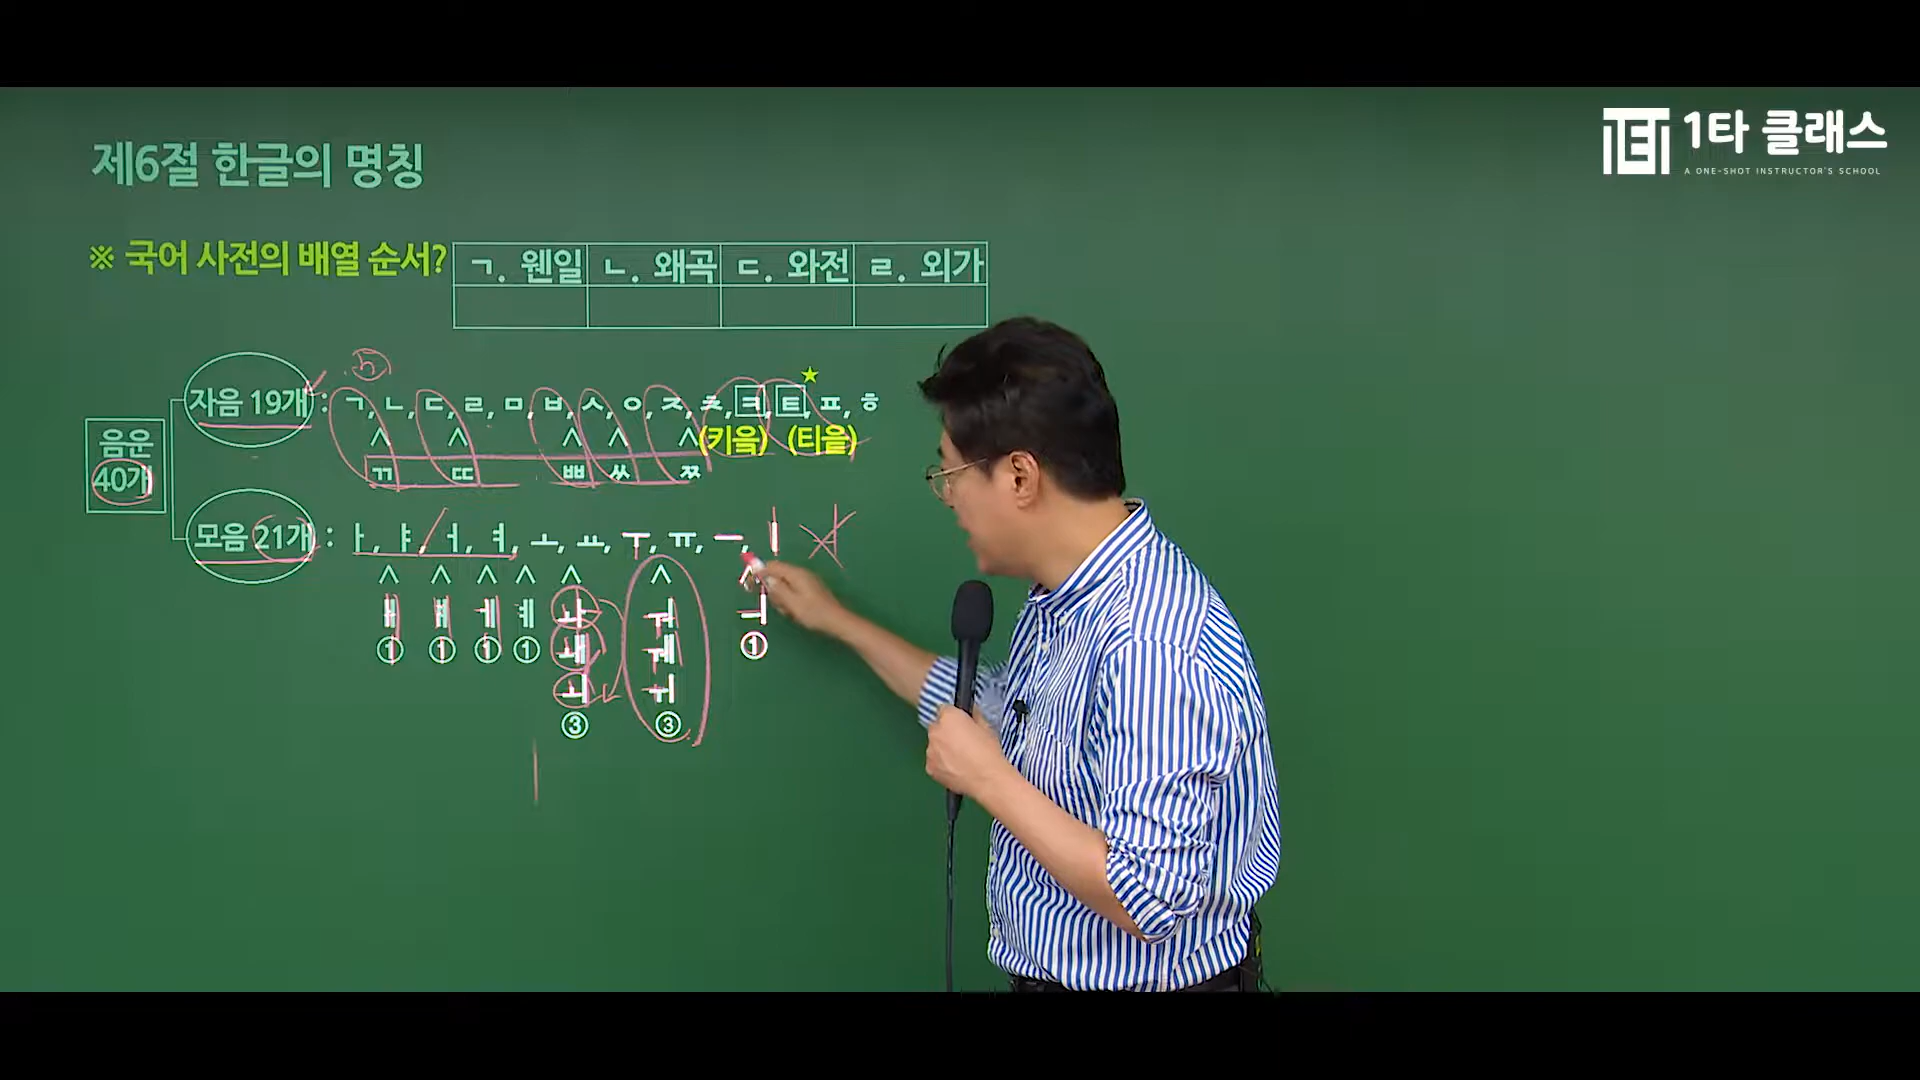 1타 클래스
A ONE-SHOT INSTRUCTOR'S SCHOOL
제6절 한글의 명칭
※ 국어 사전의 배열 순서?
ㄱ. 웬일 ㄴ. 왜곡 ㄷ. 와전 ㄹ. 외가
5
자음 19개 : ㄱ, ㄴ, ㄷ, ㄹ, ㅁ, ㅂ, ㅅ, ㅇ, ㅈ, ㅊ, ㅋ, ㅌ, ㅍ, ㅎ
∧ ∧ ∧ ∧ ∧ (키읔) (티읕)
ㄲ ㄸ ㅃ ㅆ ㅉ
음운
40개
모음 21개 : ㅏ, ㅑ, ㅓ, ㅕ, ㅗ, ㅛ, ㅜ, ㅠ, ㅡ, ㅣ
∧ ∧ ∧ ∧ ∧ ∧ ∧
ㅐ ㅒ ㅔ ㅖ ㅘ ㅝ ㅢ
① ① ① ① ㅙ ㅞ ①
ㅚ ㅟ
③ ③